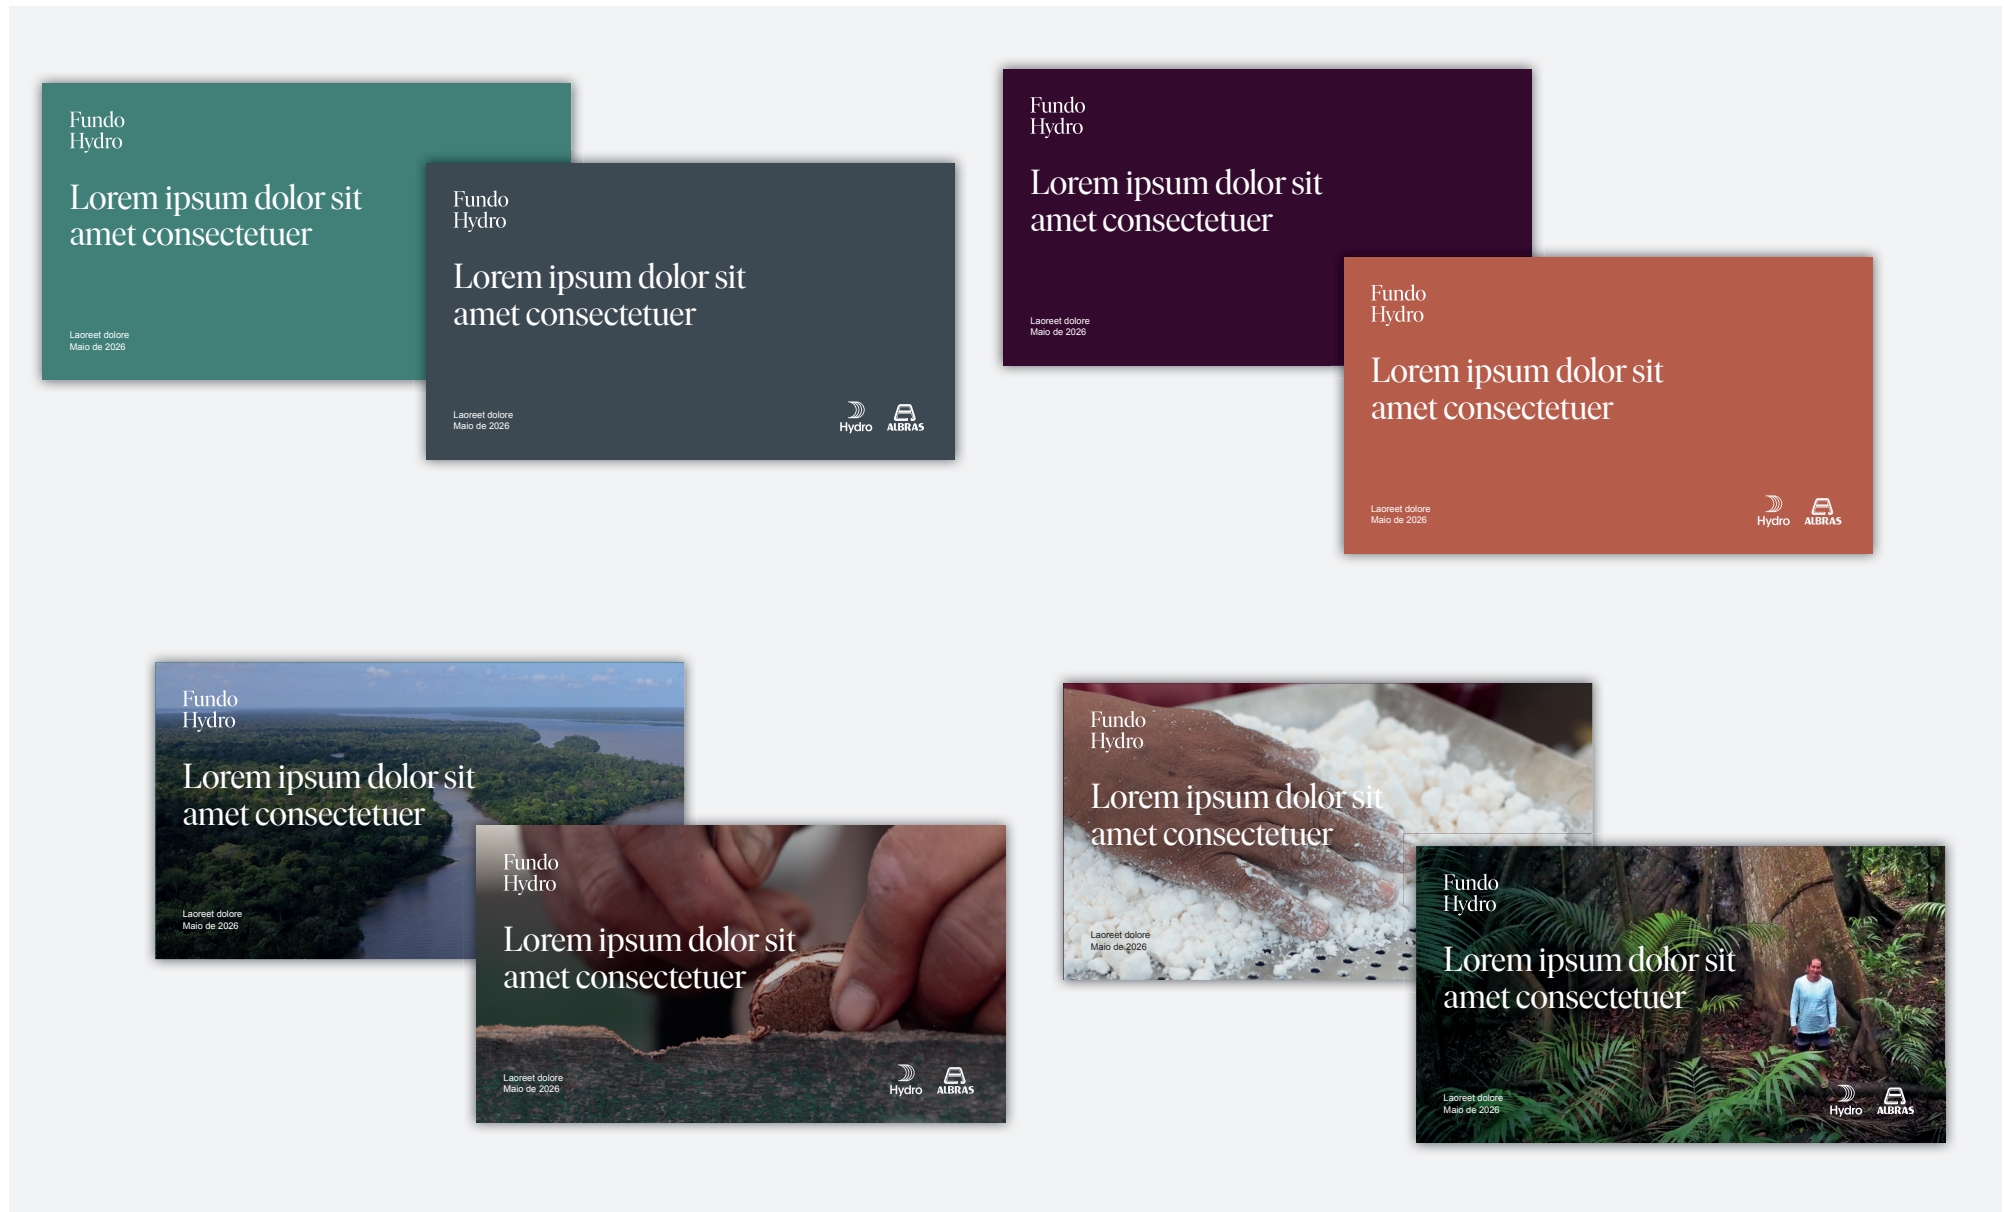 Fundo
Hydro
Lorem ipsum dolor sit
amet consectetuer
Laoreet dolore
Maio de 2026
Fundo
Hydro
Lorem ipsum dolor sit
amet consectetuer
Laoreet dolore
Maio de 2026
Hydro
ALBRAS
Fundo
Hydro
Lorem ipsum dolor sit
amet consectetuer
Laoreet dolore
Maio de 2026
Fundo
Hydro
Lorem ipsum dolor sit
amet consectetuer
Laoreet dolore
Maio de 2026
Hydro
ALBRAS
Fundo
Hydro
Lorem ipsum dolor sit
amet consectetuer
Laoreet dolore
Maio de 2026
Fundo
Hydro
Lorem ipsum dolor sit
amet consectetuer
Laoreet dolore
Maio de 2026
Hydro
ALBRAS
Fundo
Hydro
Lorem ipsum dolor sit
amet consectetuer
Laoreet dolore
Maio de 2026
Fundo
Hydro
Lorem ipsum dolor sit
amet consectetuer
Laoreet dolore
Maio de 2026
Hydro
ALBRAS